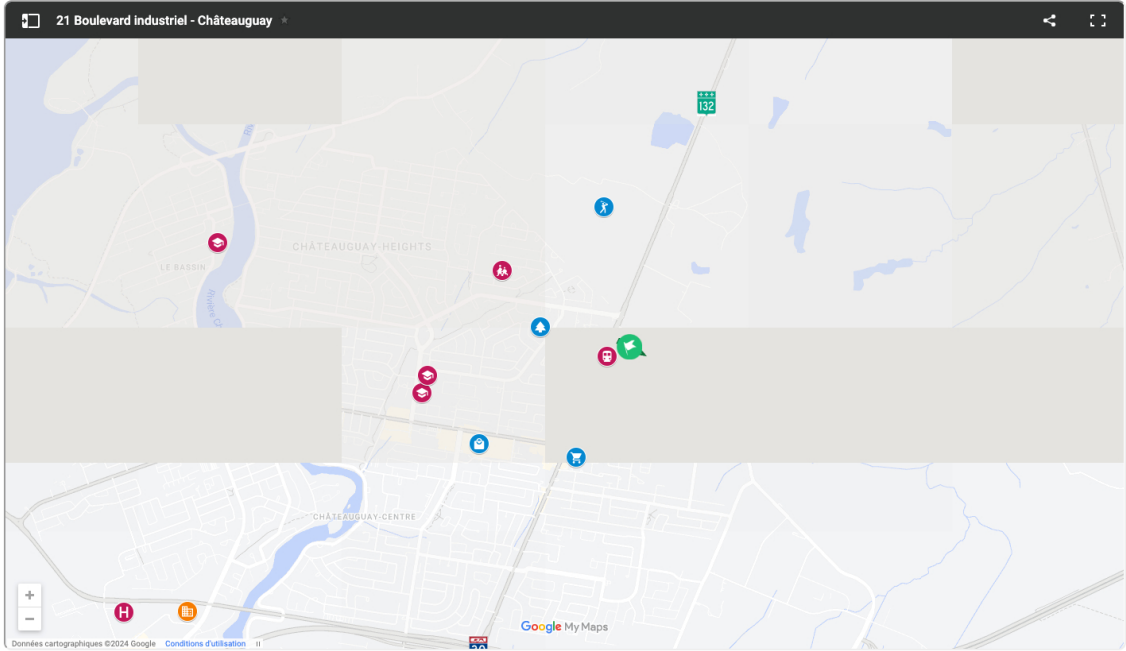 21 Boulevard industriel - Châteauguay
132
CHÂTEAUGUAY-HEIGHTS
LE BASSIN
CHÂTEAUGUAY-CENTRE
H
Google My Maps
Données cartographiques ©2024 Google Conditions d'utilisation